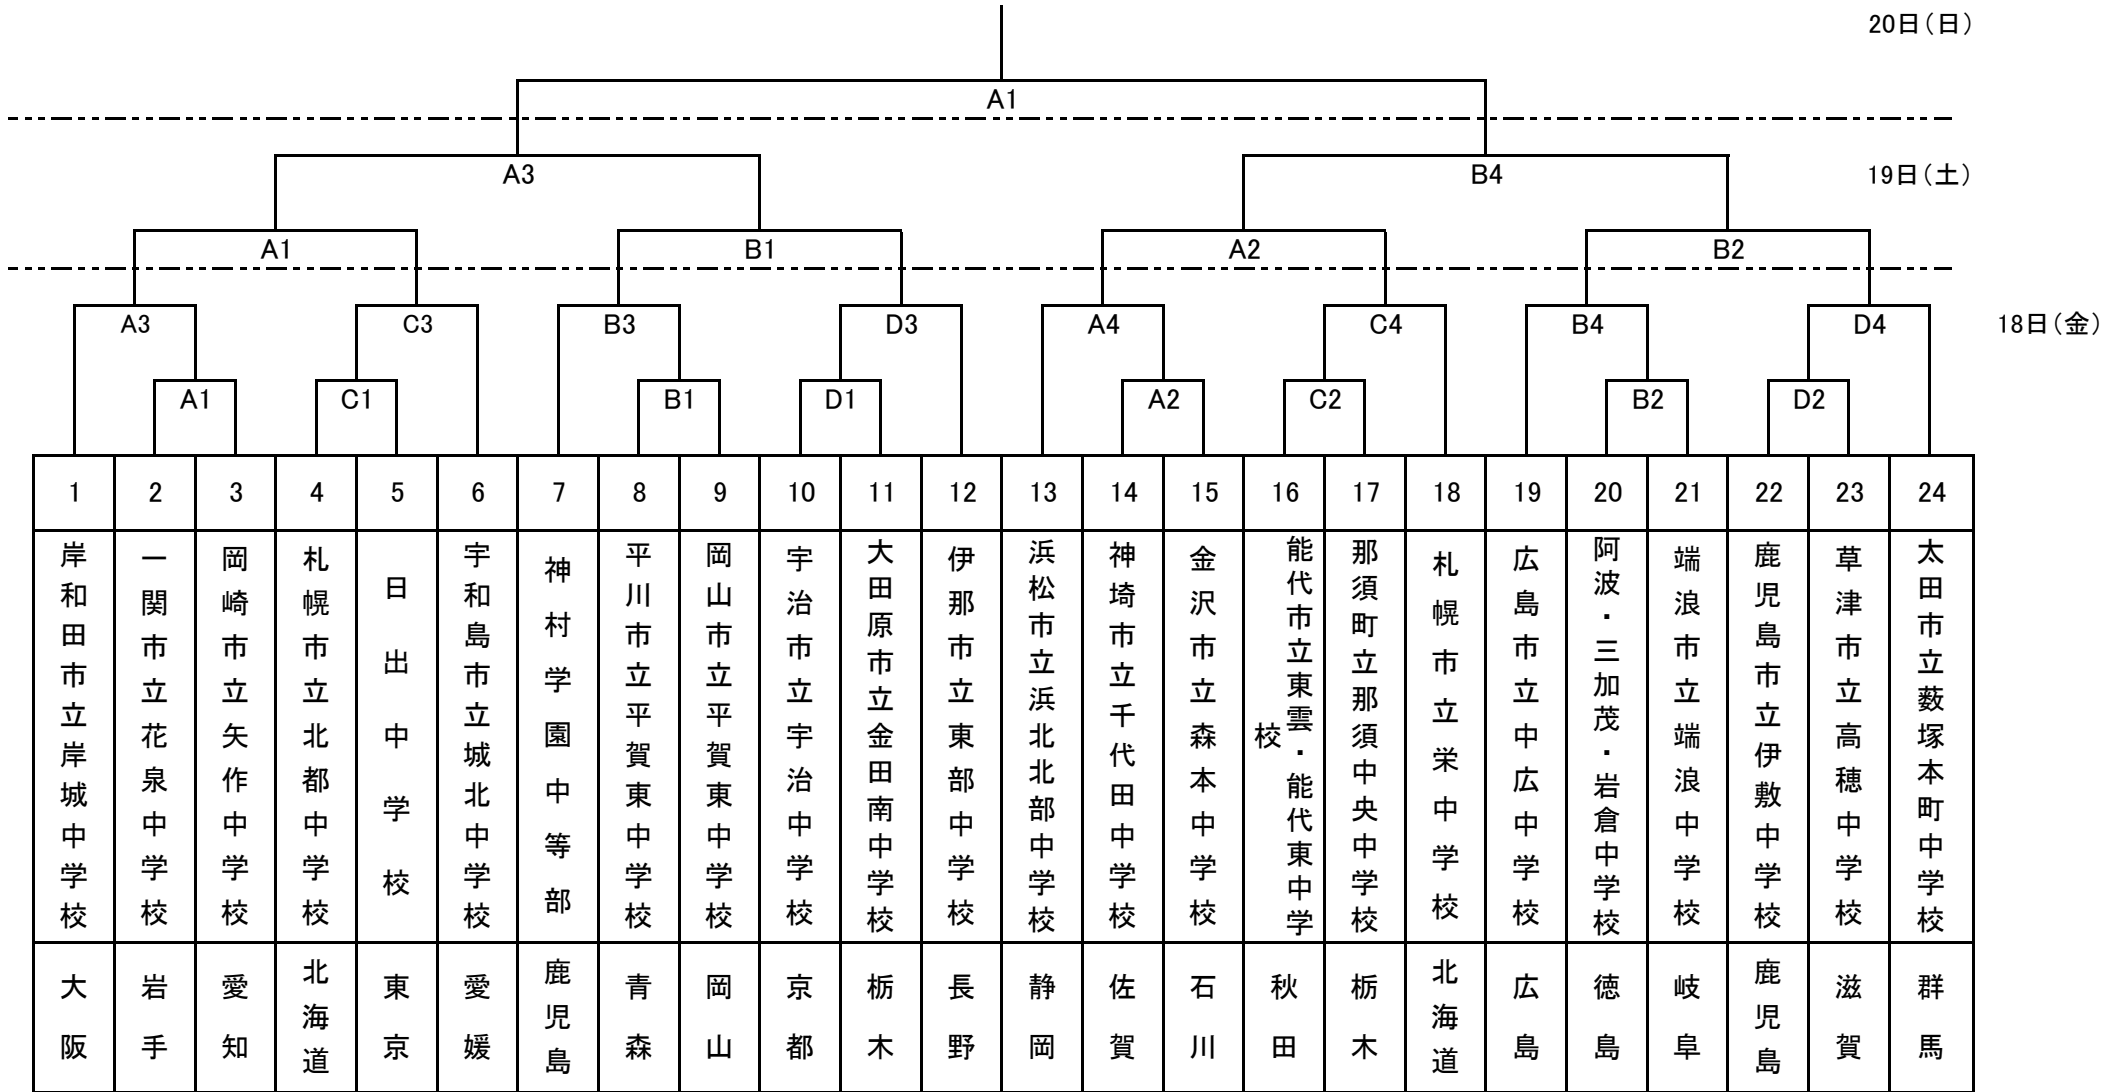 20日(日)
A1
A3
B4
19日(土)
A1
B1
A2
B2
A3
C3
B3
D3
A4
C4
B4
D4
18日(金)
A1
C1
B1
D1
A2
C2
B2
D2
1
2
3
4
5
6
7
8
9
10
11
12
13
14
15
16
17
18
19
20
21
22
23
24
岸和田市立岸城中学校
一関市立花泉中学校
岡崎市立矢作中学校
札幌市立北都中学校
日出中学校
宇和島市立城北中学校
神村学園中等部
平川市立平賀東中学校
岡山市立平賀東中学校
宇治市立宇治中学校
大田原市立金田南中学校
伊那市立東部中学校
浜松市立浜北北部中学校
神埼市立千代田中学校
金沢市立森本中学校
能代市立東雲・能代東中学
校
那須町立那須中央中学校
札幌市立栄中学校
広島市立中広中学校
阿波・三加茂・岩倉中学校
端浪市立端浪中学校
鹿児島市立伊敷中学校
草津市立高穂中学校
太田市立薮塚本町中学校
大阪
岩手
愛知
北海道
東京
愛媛
鹿児島
青森
岡山
京都
栃木
長野
静岡
佐賀
石川
秋田
栃木
北海道
広島
徳島
岐阜
鹿児島
滋賀
群馬